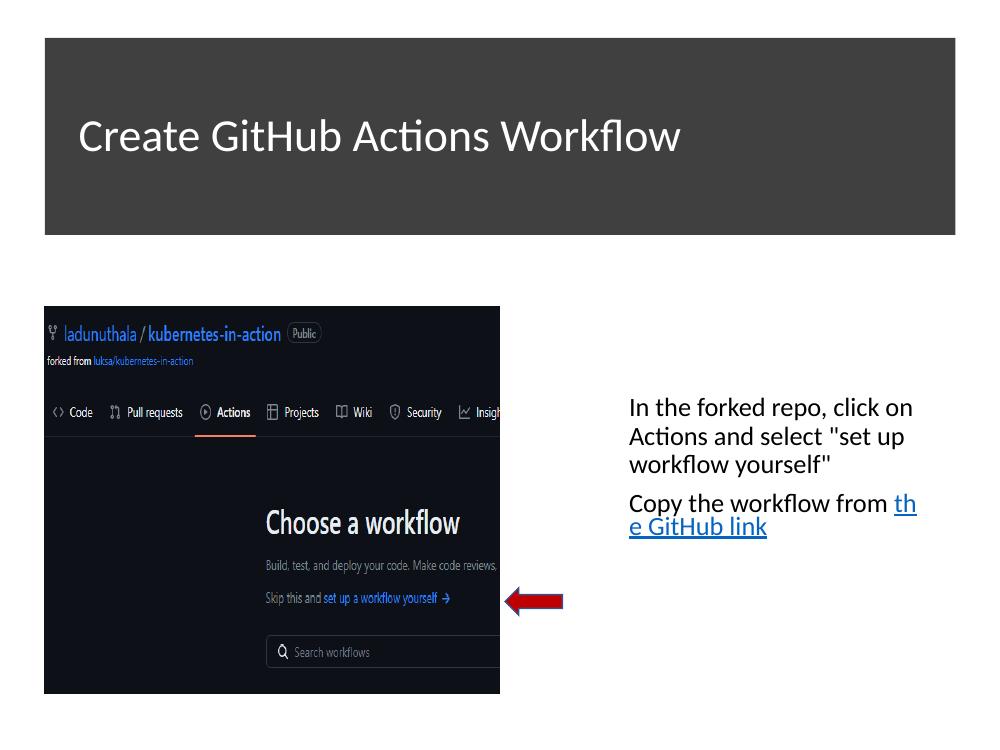 Create GitHub Actions Workflow
ladunuthala / kubernetes-in-action Public
forked from luksa/kubernetes-in-action
Code Pull requests Actions Projects Wiki Security Insigh
Choose a workflow
Build, test, and deploy your code. Make code reviews,
Skip this and set up a workflow yourself →
Search workflows
In the forked repo, click on
Actions and select "set up
workflow yourself"
Copy the workflow from th
e GitHub link